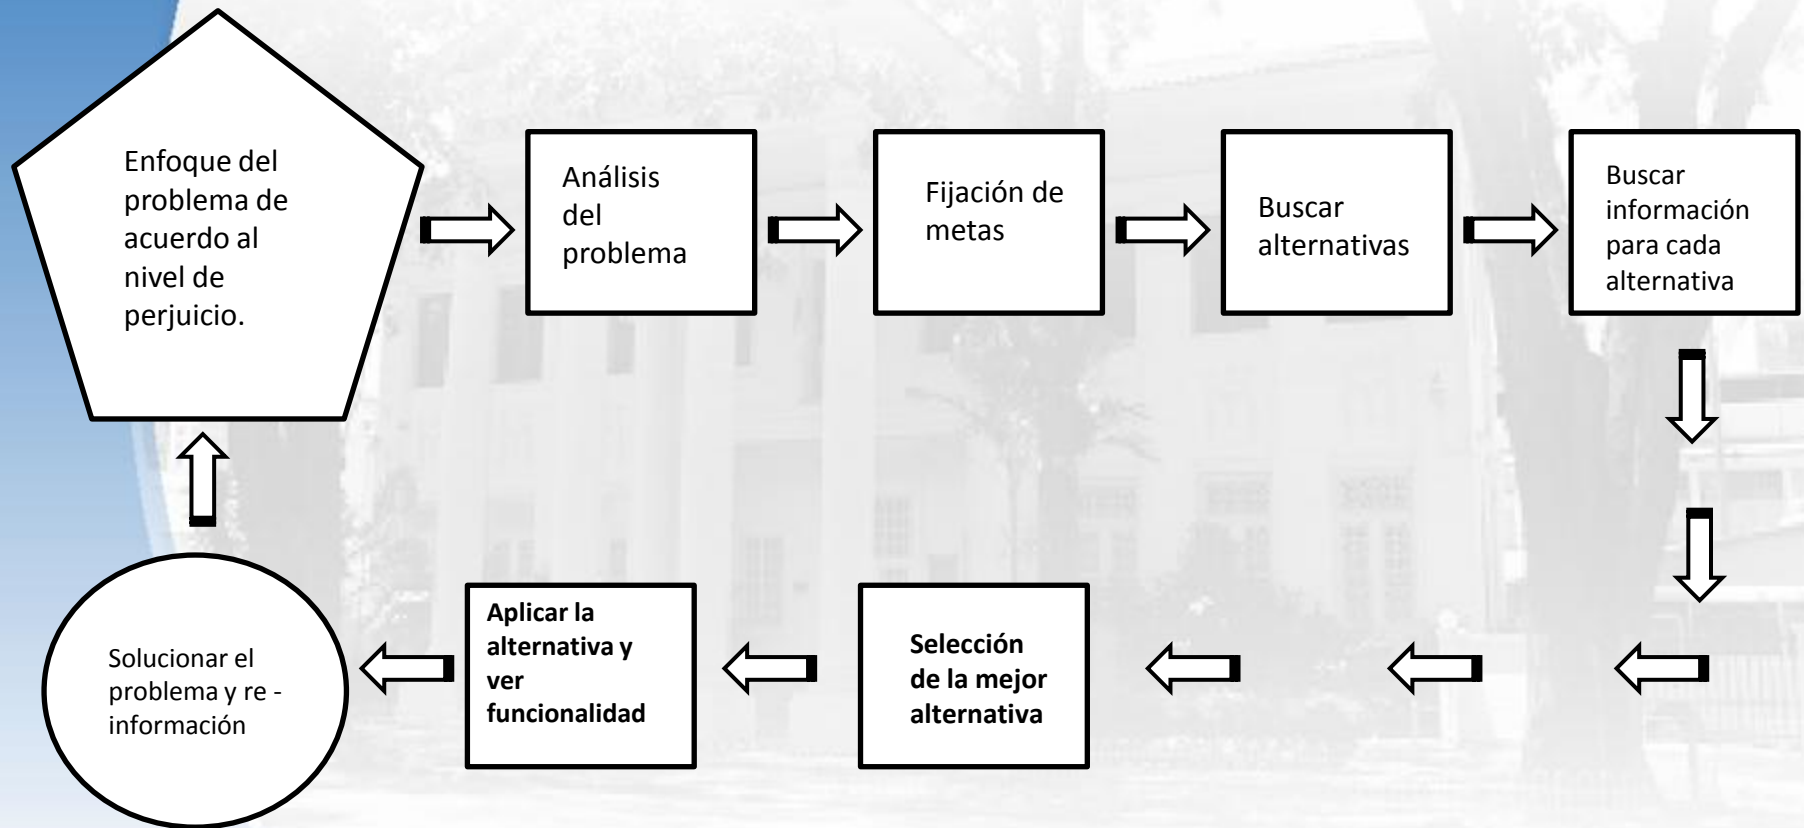 Enfoque del
problema de
acuerdo al
nivel de
perjuicio.
Análisis
del
problema
Fijación de
metas
Buscar
alternativas
Buscar
información
para cada
alternativa
Selección
de la mejor
alternativa
Aplicar la
alternativa y
ver
funcionalidad
Solucionar el
problema y re -
información